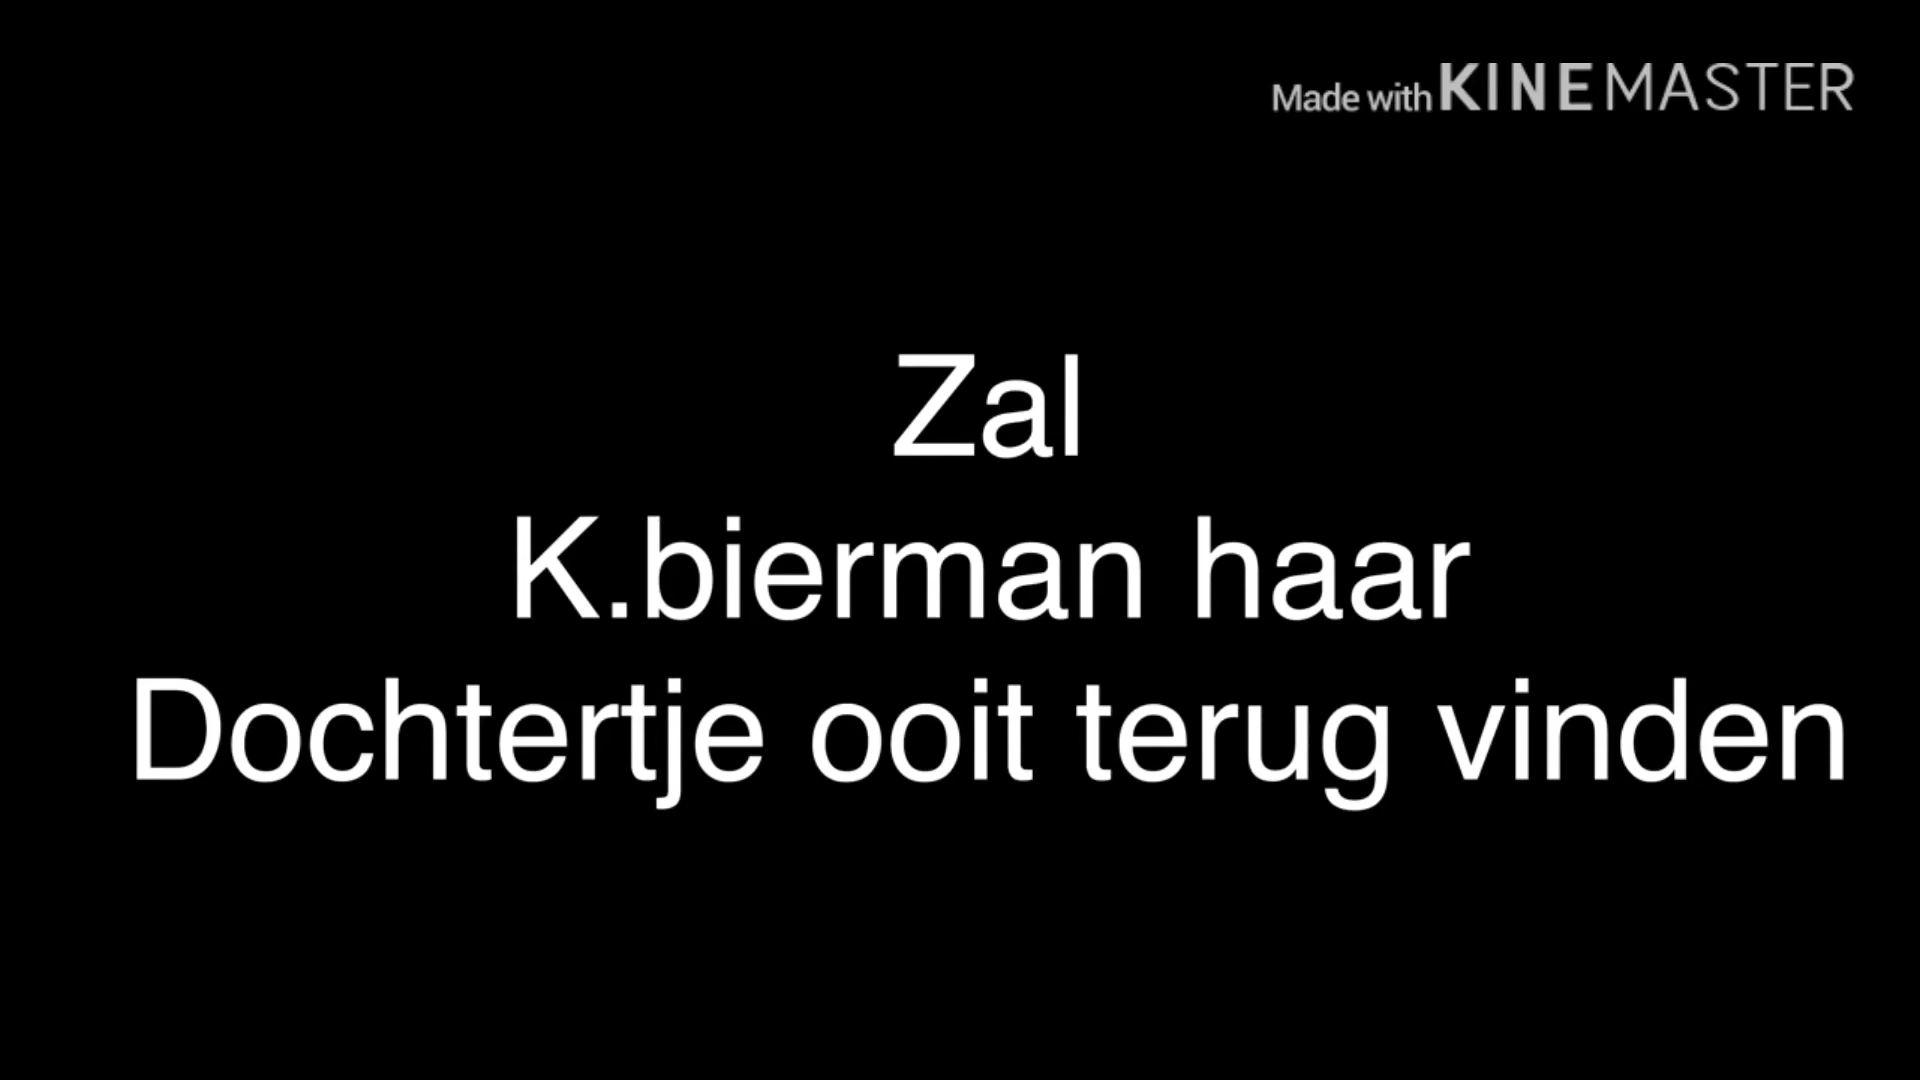 Made with KINEMASTER
Zal
K.bierman haar
Dochtertje ooit terug vinden